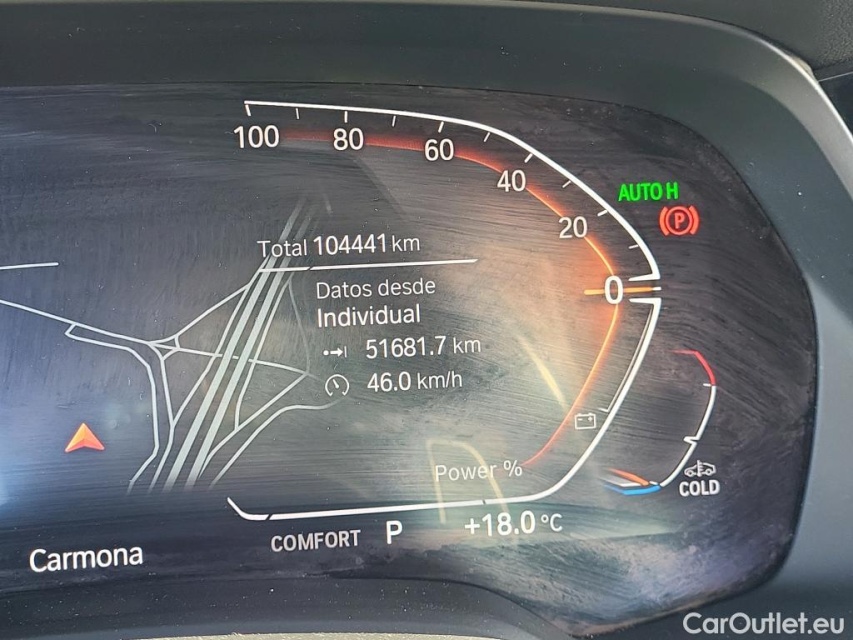 100 80 60 40 20 0
AUTO H
P
Total 104441 km
Datos desde
Individual
51681.7 km
46.0 km/h
Power %
COLD
COMFORT P +18.0 °C
Carmona
CarOutlet.eu